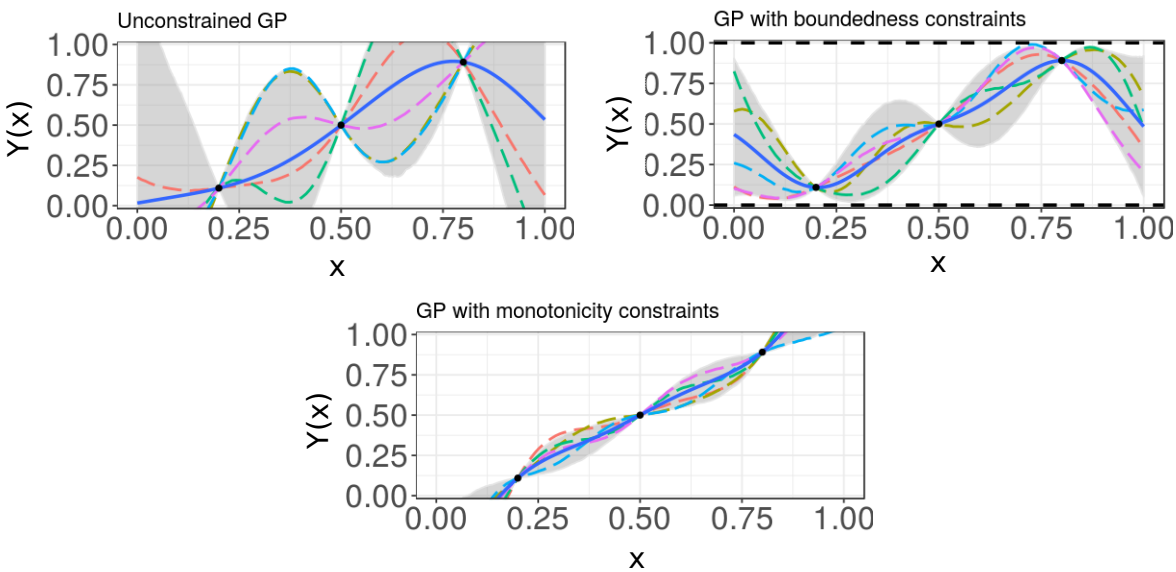 Unconstrained GP
1.00
0.75
0.50
0.25
0.00
Y(x)
0.00 0.25 0.50 0.75 1.00
x
GP with boundedness constraints
1.00
0.75
0.50
0.25
0.00
Y(x)
0.00 0.25 0.50 0.75 1.00
x
GP with monotonicity constraints
1.00
0.75
0.50
0.25
0.00
Y(x)
0.00 0.25 0.50 0.75 1.00
x